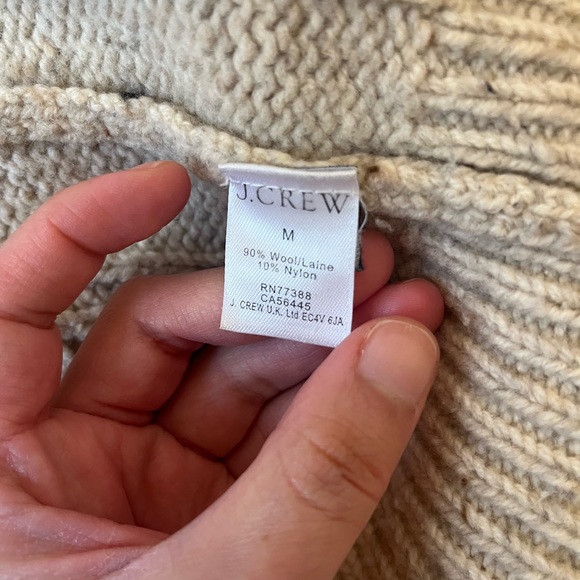 J.CREW
M
90% Wool/Laine
10% Nylon
RN77388
CA56445
J. CREW U.K. Ltd EC4V 6JA